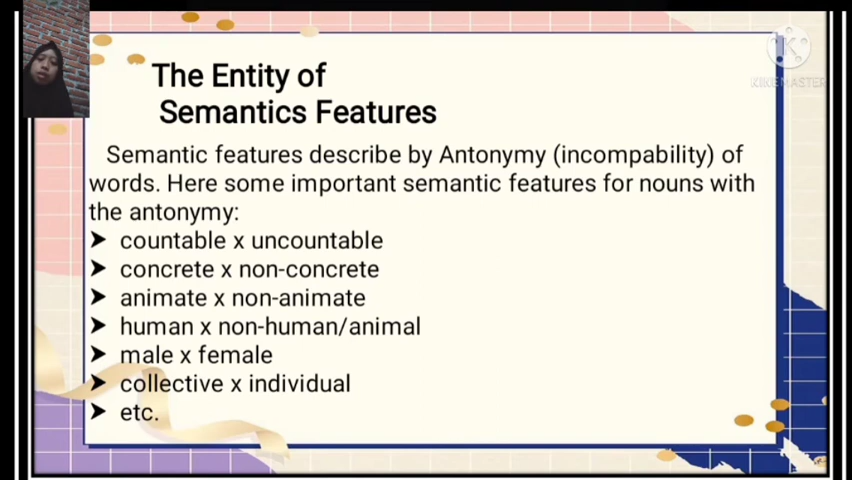 The Entity of
Semantics Features
Semantic features describe by Antonymy (incompability) of
words. Here some important semantic features for nouns with
the antonymy:
➤ countable x uncountable
➤ concrete x non-concrete
➤ animate x non-animate
➤ human x non-human/animal
➤ male x female
➤ collective x individual
➤ etc.
K
KINEMASTER